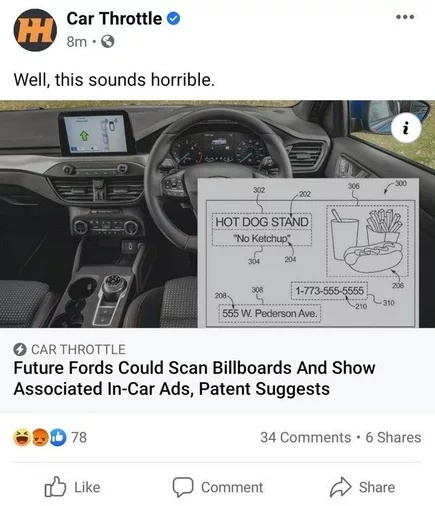 Car Throttle
8m
Well, this sounds horrible.
i
302
202
306
300
HOT DOG STAND
"No Ketchup"
304
204
206
208
308
1-773-555-5555
310
210
555 W. Pederson Ave.
CAR THROTTLE
Future Fords Could Scan Billboards And Show
Associated In-Car Ads, Patent Suggests
78
34 Comments • 6 Shares
Like
Comment
Share